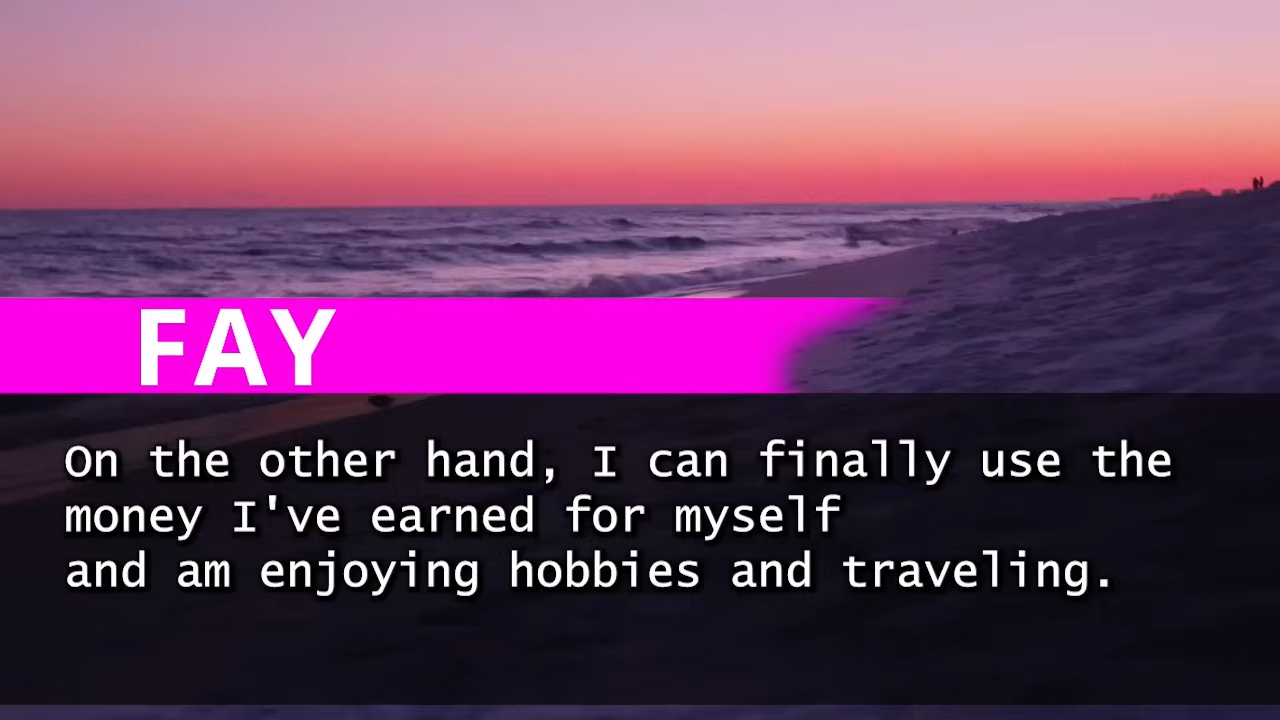 FAY
On the other hand, I can finally use the
money I've earned for myself
and am enjoying hobbies and traveling.